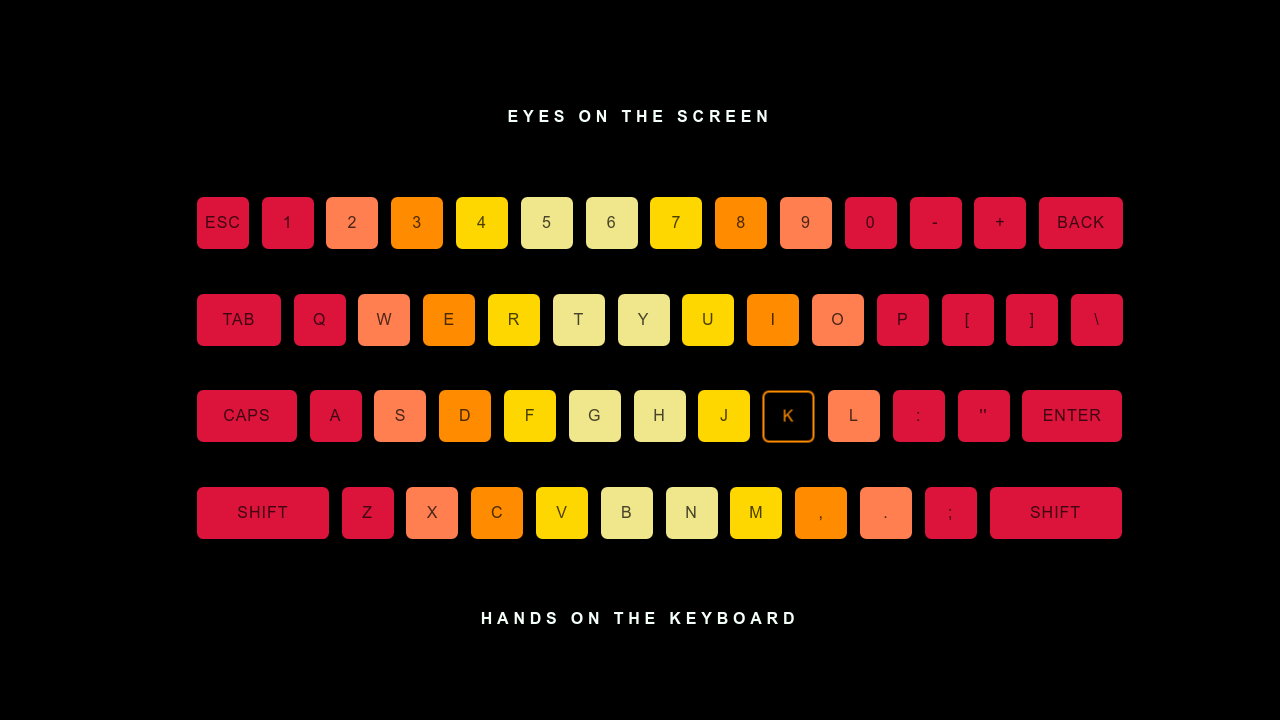 EYES ON THE SCREEN
ESC 1 2 3 4 5 6 7 8 9 0 - + BACK
TAB Q W E R T Y U I O P [ ] \
CAPS A S D F G H J K L : " ENTER
SHIFT Z X C V B N M , . ; SHIFT
HANDS ON THE KEYBOARD